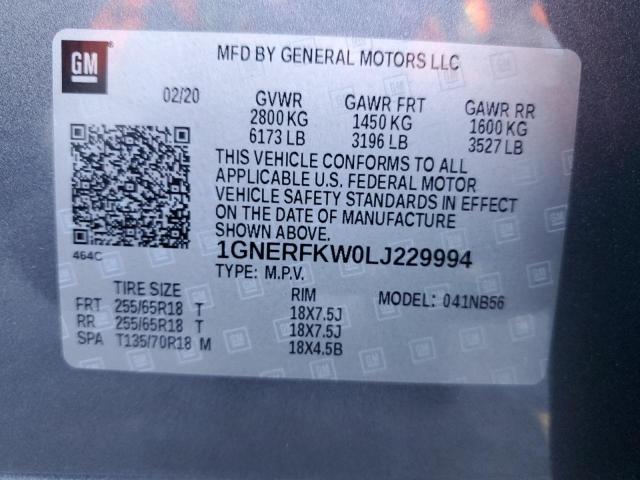 GM
MFD BY GENERAL MOTORS LLC
02/20 GVWR GAWR FRT GAWR RR
2800 KG 1450 KG 1600 KG
6173 LB 3196 LB 3527 LB
THIS VEHICLE CONFORMS TO ALL
APPLICABLE U.S. FEDERAL MOTOR
VEHICLE SAFETY STANDARDS IN EFFECT
ON THE DATE OF MANUFACTURE
SHOWN ABOVE.
464C
1GNERFKW0LJ229994
TYPE: M.P.V.
TIRE SIZE RIM MODEL: 041NB56
FRT 255/65R18 T 18X7.5J
RR 255/65R18 T 18X7.5J
SPA T135/70R18 M 18X4.5B